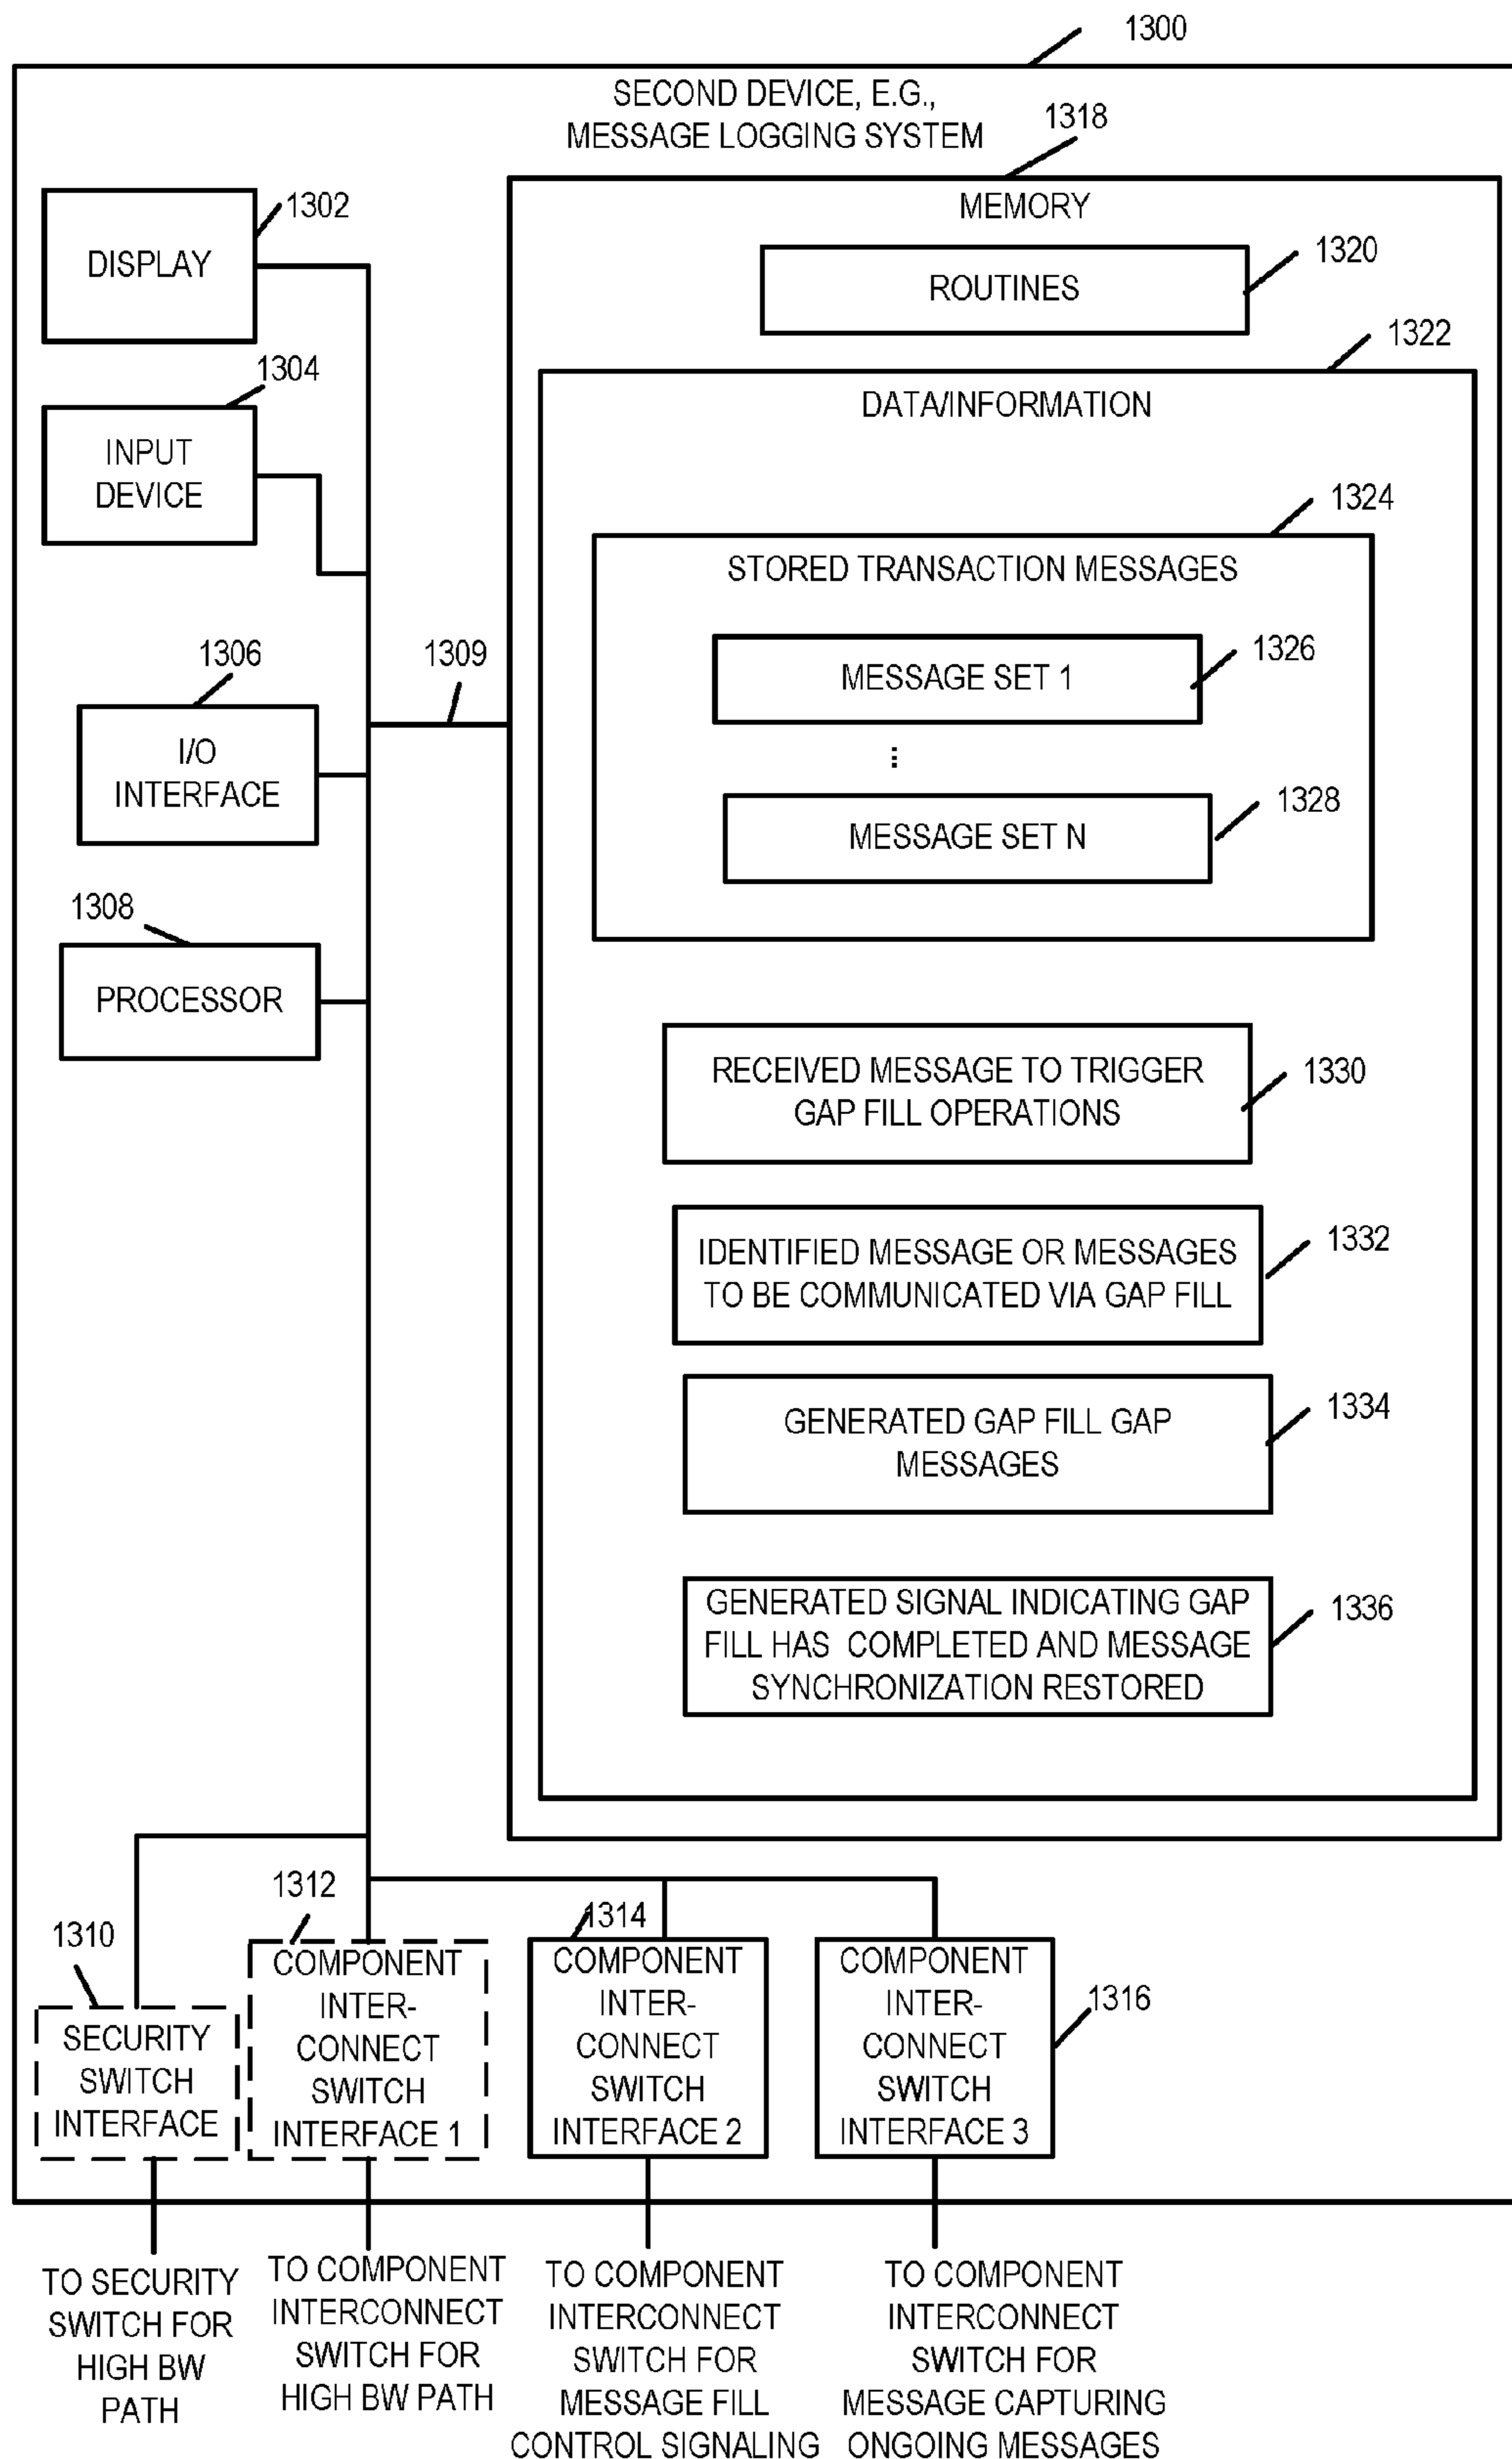 1300
SECOND DEVICE, E.G.,
MESSAGE LOGGING SYSTEM
1318
MEMORY
1302
DISPLAY
1320
ROUTINES
1322
DATA/INFORMATION
1304
INPUT
DEVICE
1324
STORED TRANSACTION MESSAGES
1326
MESSAGE SET 1
...
1328
MESSAGE SET N
1306
I/O
INTERFACE
1309
1308
PROCESSOR
RECEIVED MESSAGE TO TRIGGER
GAP FILL OPERATIONS
1330
IDENTIFIED MESSAGE OR MESSAGES
TO BE COMMUNICATED VIA GAP FILL
1332
GENERATED GAP FILL GAP
MESSAGES
1334
GENERATED SIGNAL INDICATING GAP
FILL HAS COMPLETED AND MESSAGE
SYNCHRONIZATION RESTORED
1336
1310
SECURITY
SWITCH
INTERFACE
1312
COMPONENT
INTER-
CONNECT
SWITCH
INTERFACE 1
1314
COMPONENT
INTER-
CONNECT
SWITCH
INTERFACE 2
COMPONENT
INTER-
CONNECT
SWITCH
INTERFACE 3
1316
TO SECURITY
SWITCH FOR
HIGH BW
PATH
TO COMPONENT
INTERCONNECT
SWITCH FOR
HIGH BW PATH
TO COMPONENT
INTERCONNECT
SWITCH FOR
MESSAGE FILL
CONTROL SIGNALING
TO COMPONENT
INTERCONNECT
SWITCH FOR
MESSAGE CAPTURING
ONGOING MESSAGES